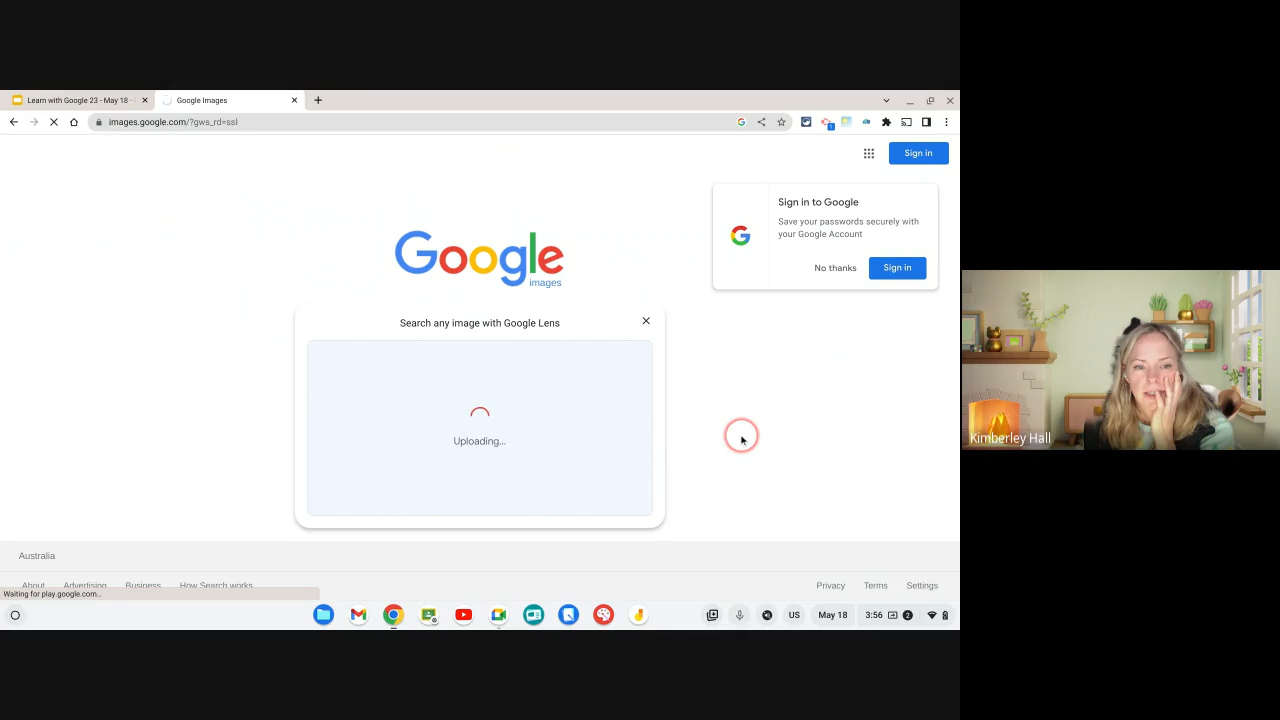 Learn with Google 23 - May 18 -
Google Images
images.google.com/?gws_rd=ssl
Sign in
Sign in to Google
Save your passwords securely with
your Google Account
No thanks
Sign in
Google
images
Search any image with Google Lens
Uploading...
Kimberley Hall
Australia
About Advertising Business How Search works
Privacy Terms Settings
Waiting for play.google.com...
US
May 18
3:56
2